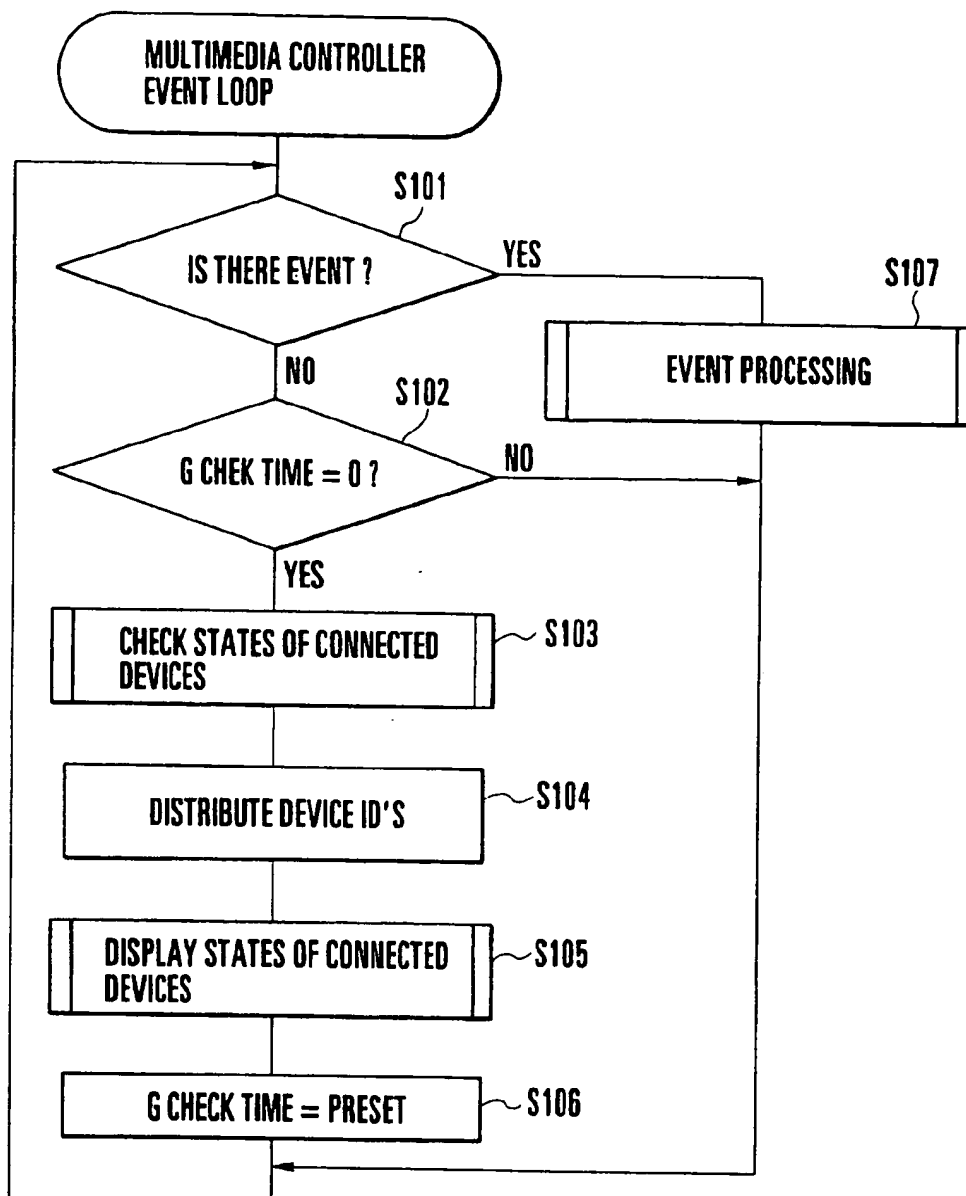 MULTIMEDIA CONTROLLER
EVENT LOOP
S101
IS THERE EVENT ?
YES
S107
EVENT PROCESSING
NO
S102
G CHEK TIME = 0 ?
NO
YES
CHECK STATES OF CONNECTED
DEVICES
S103
DISTRIBUTE DEVICE ID'S
S104
DISPLAY STATES OF CONNECTED
DEVICES
S105
G CHECK TIME = PRESET
S106